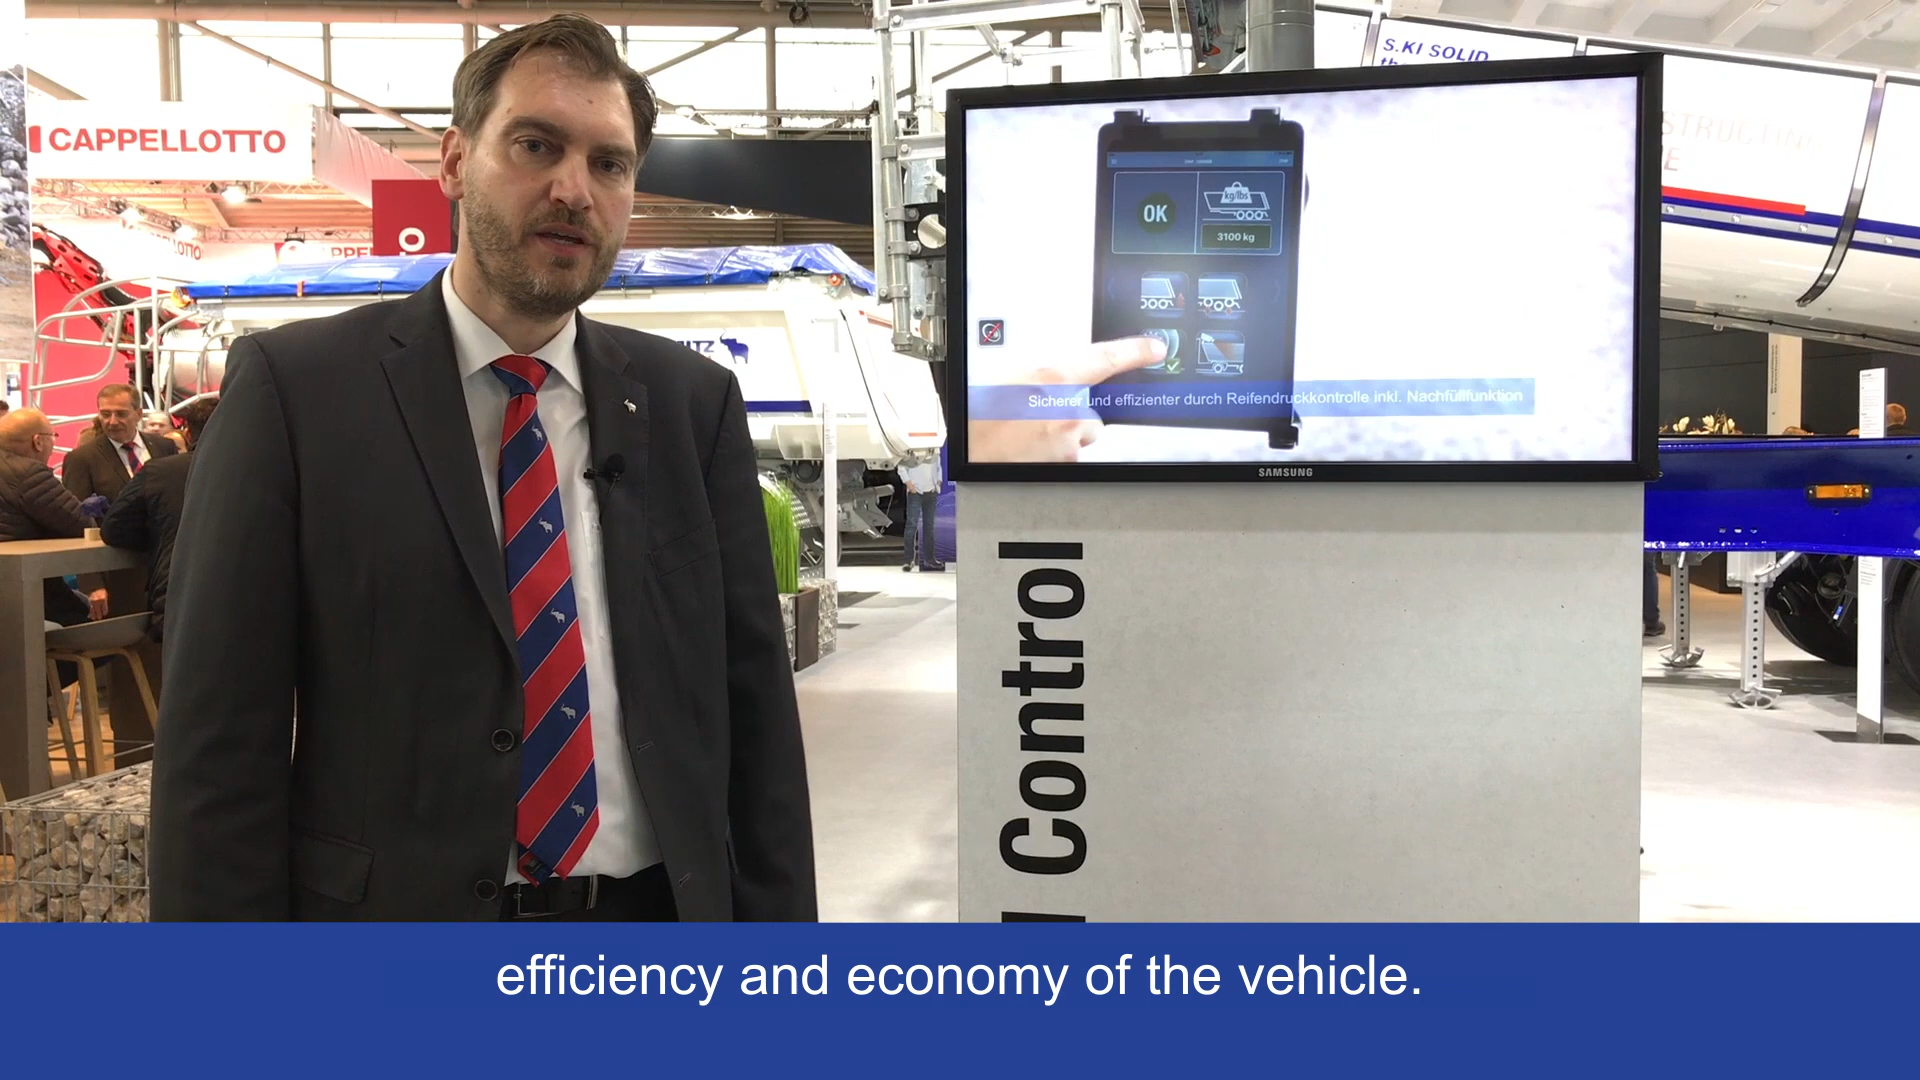 S.KI SOLID
CAPPELLOTTO
OK
kg/lbs
3100 kg
Sicherer und effizienter durch Reifendruckkontrolle inkl. Nachfüllfunktion
SAMSUNG
Control
efficiency and economy of the vehicle.